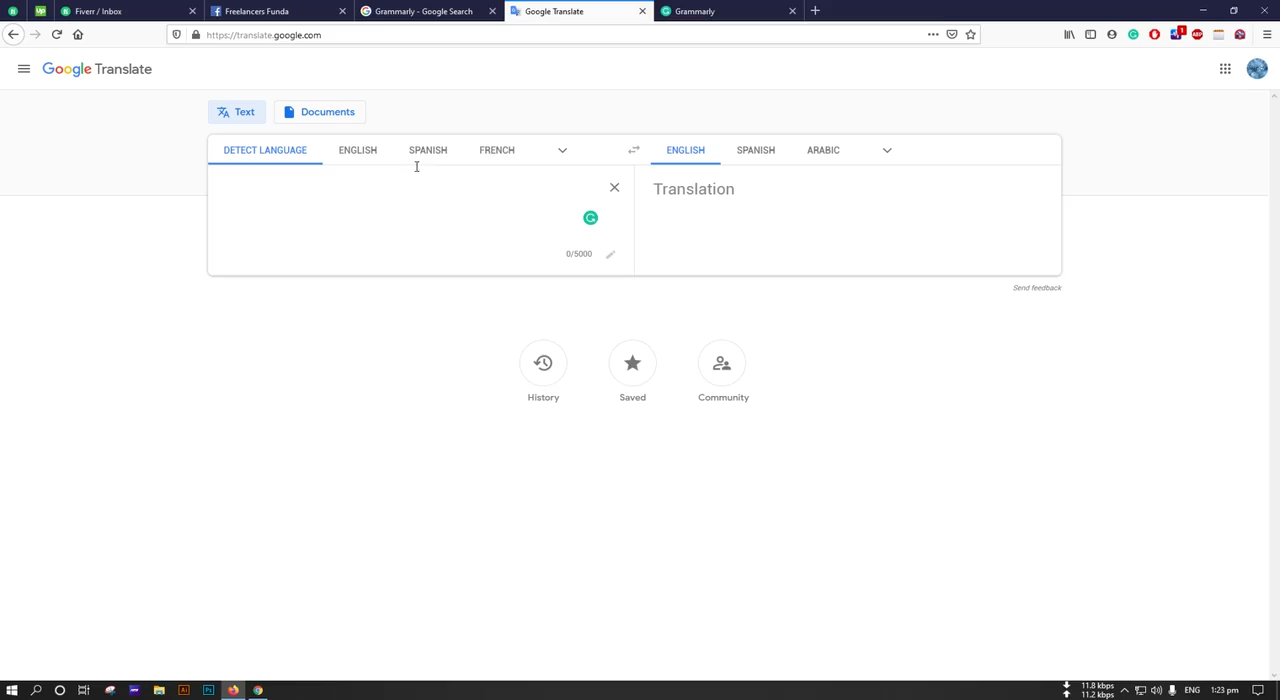 Fiverr / Inbox
Freelancers Funda
Grammarly - Google Search
Google Translate
Grammarly
https://translate.google.com
Google Translate
Text
Documents
DETECT LANGUAGE ENGLISH SPANISH FRENCH
ENGLISH SPANISH ARABIC
Translation
0/5000
Send feedback
History
Saved
Community
11.8 kbps
11.2 kbps
ENG
1:23 pm